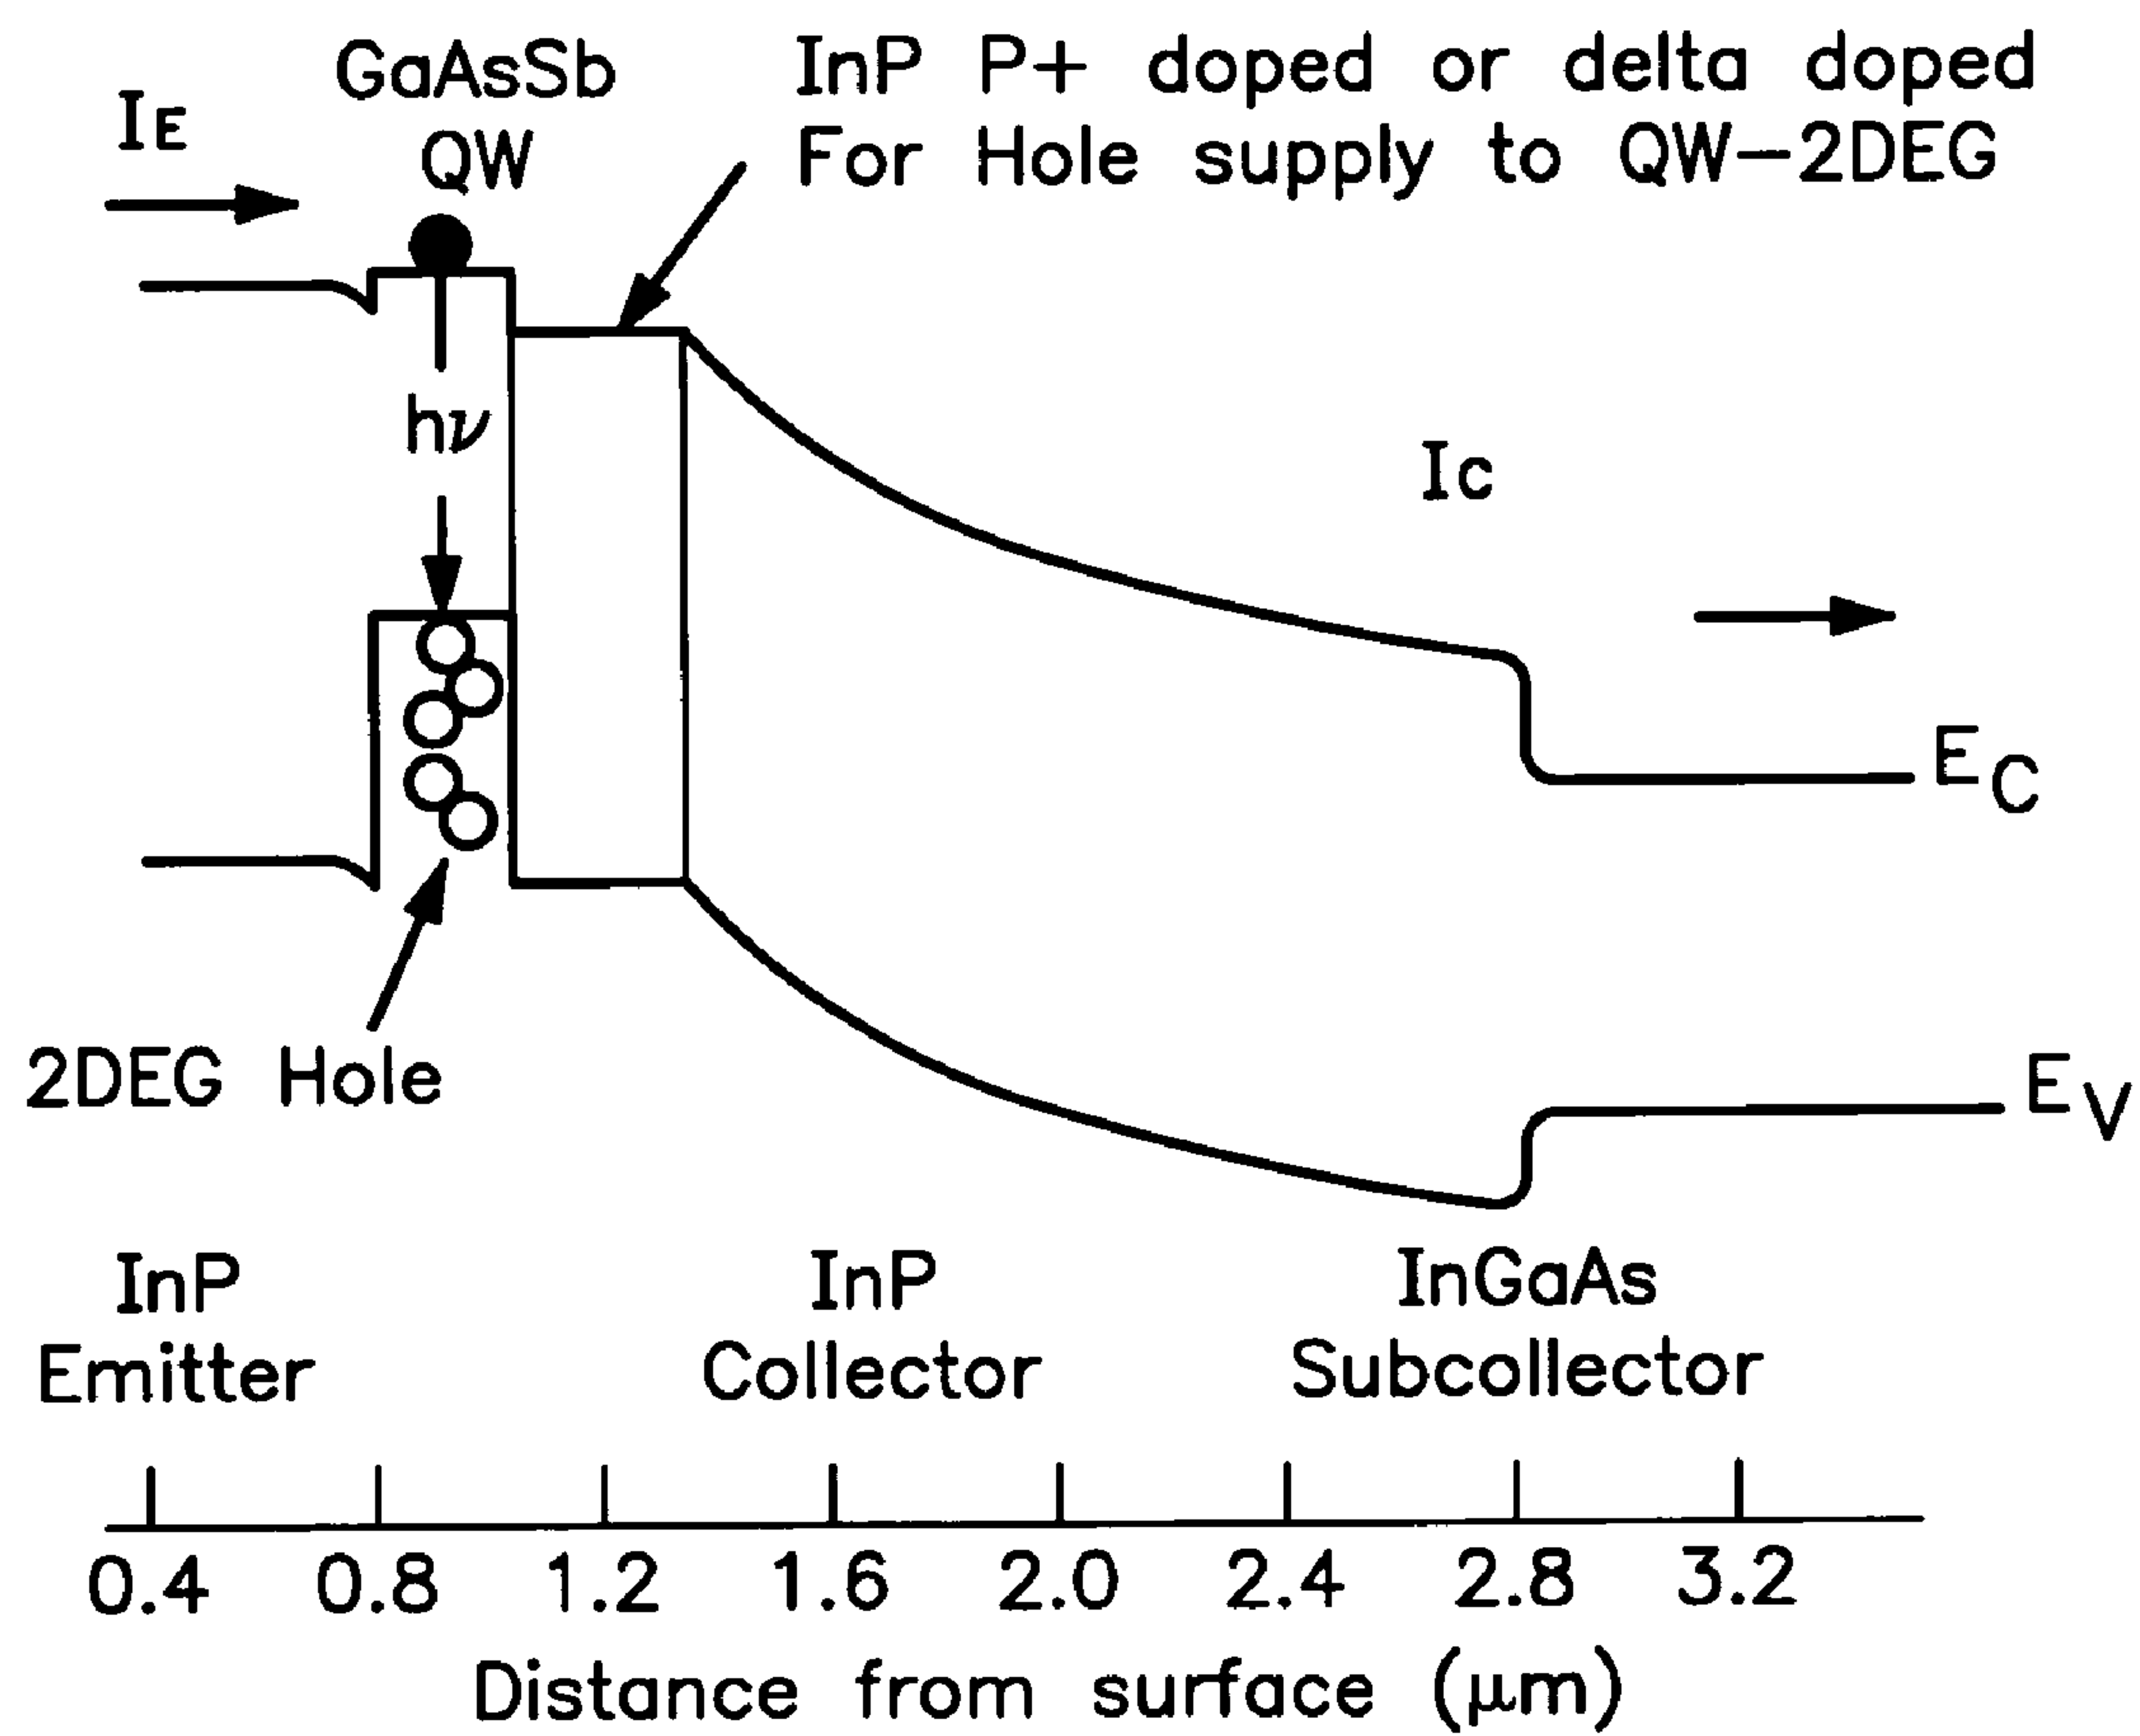 GaAsSb
QW
InP P+ doped or delta doped
For Hole supply to QW-2DEG
IE
hν
IC
EC
2DEG Hole
EV
InP
Emitter
InP
Collector
InGaAs
Subcollector
0.4 0.8 1.2 1.6 2.0 2.4 2.8 3.2
Distance from surface (μm)